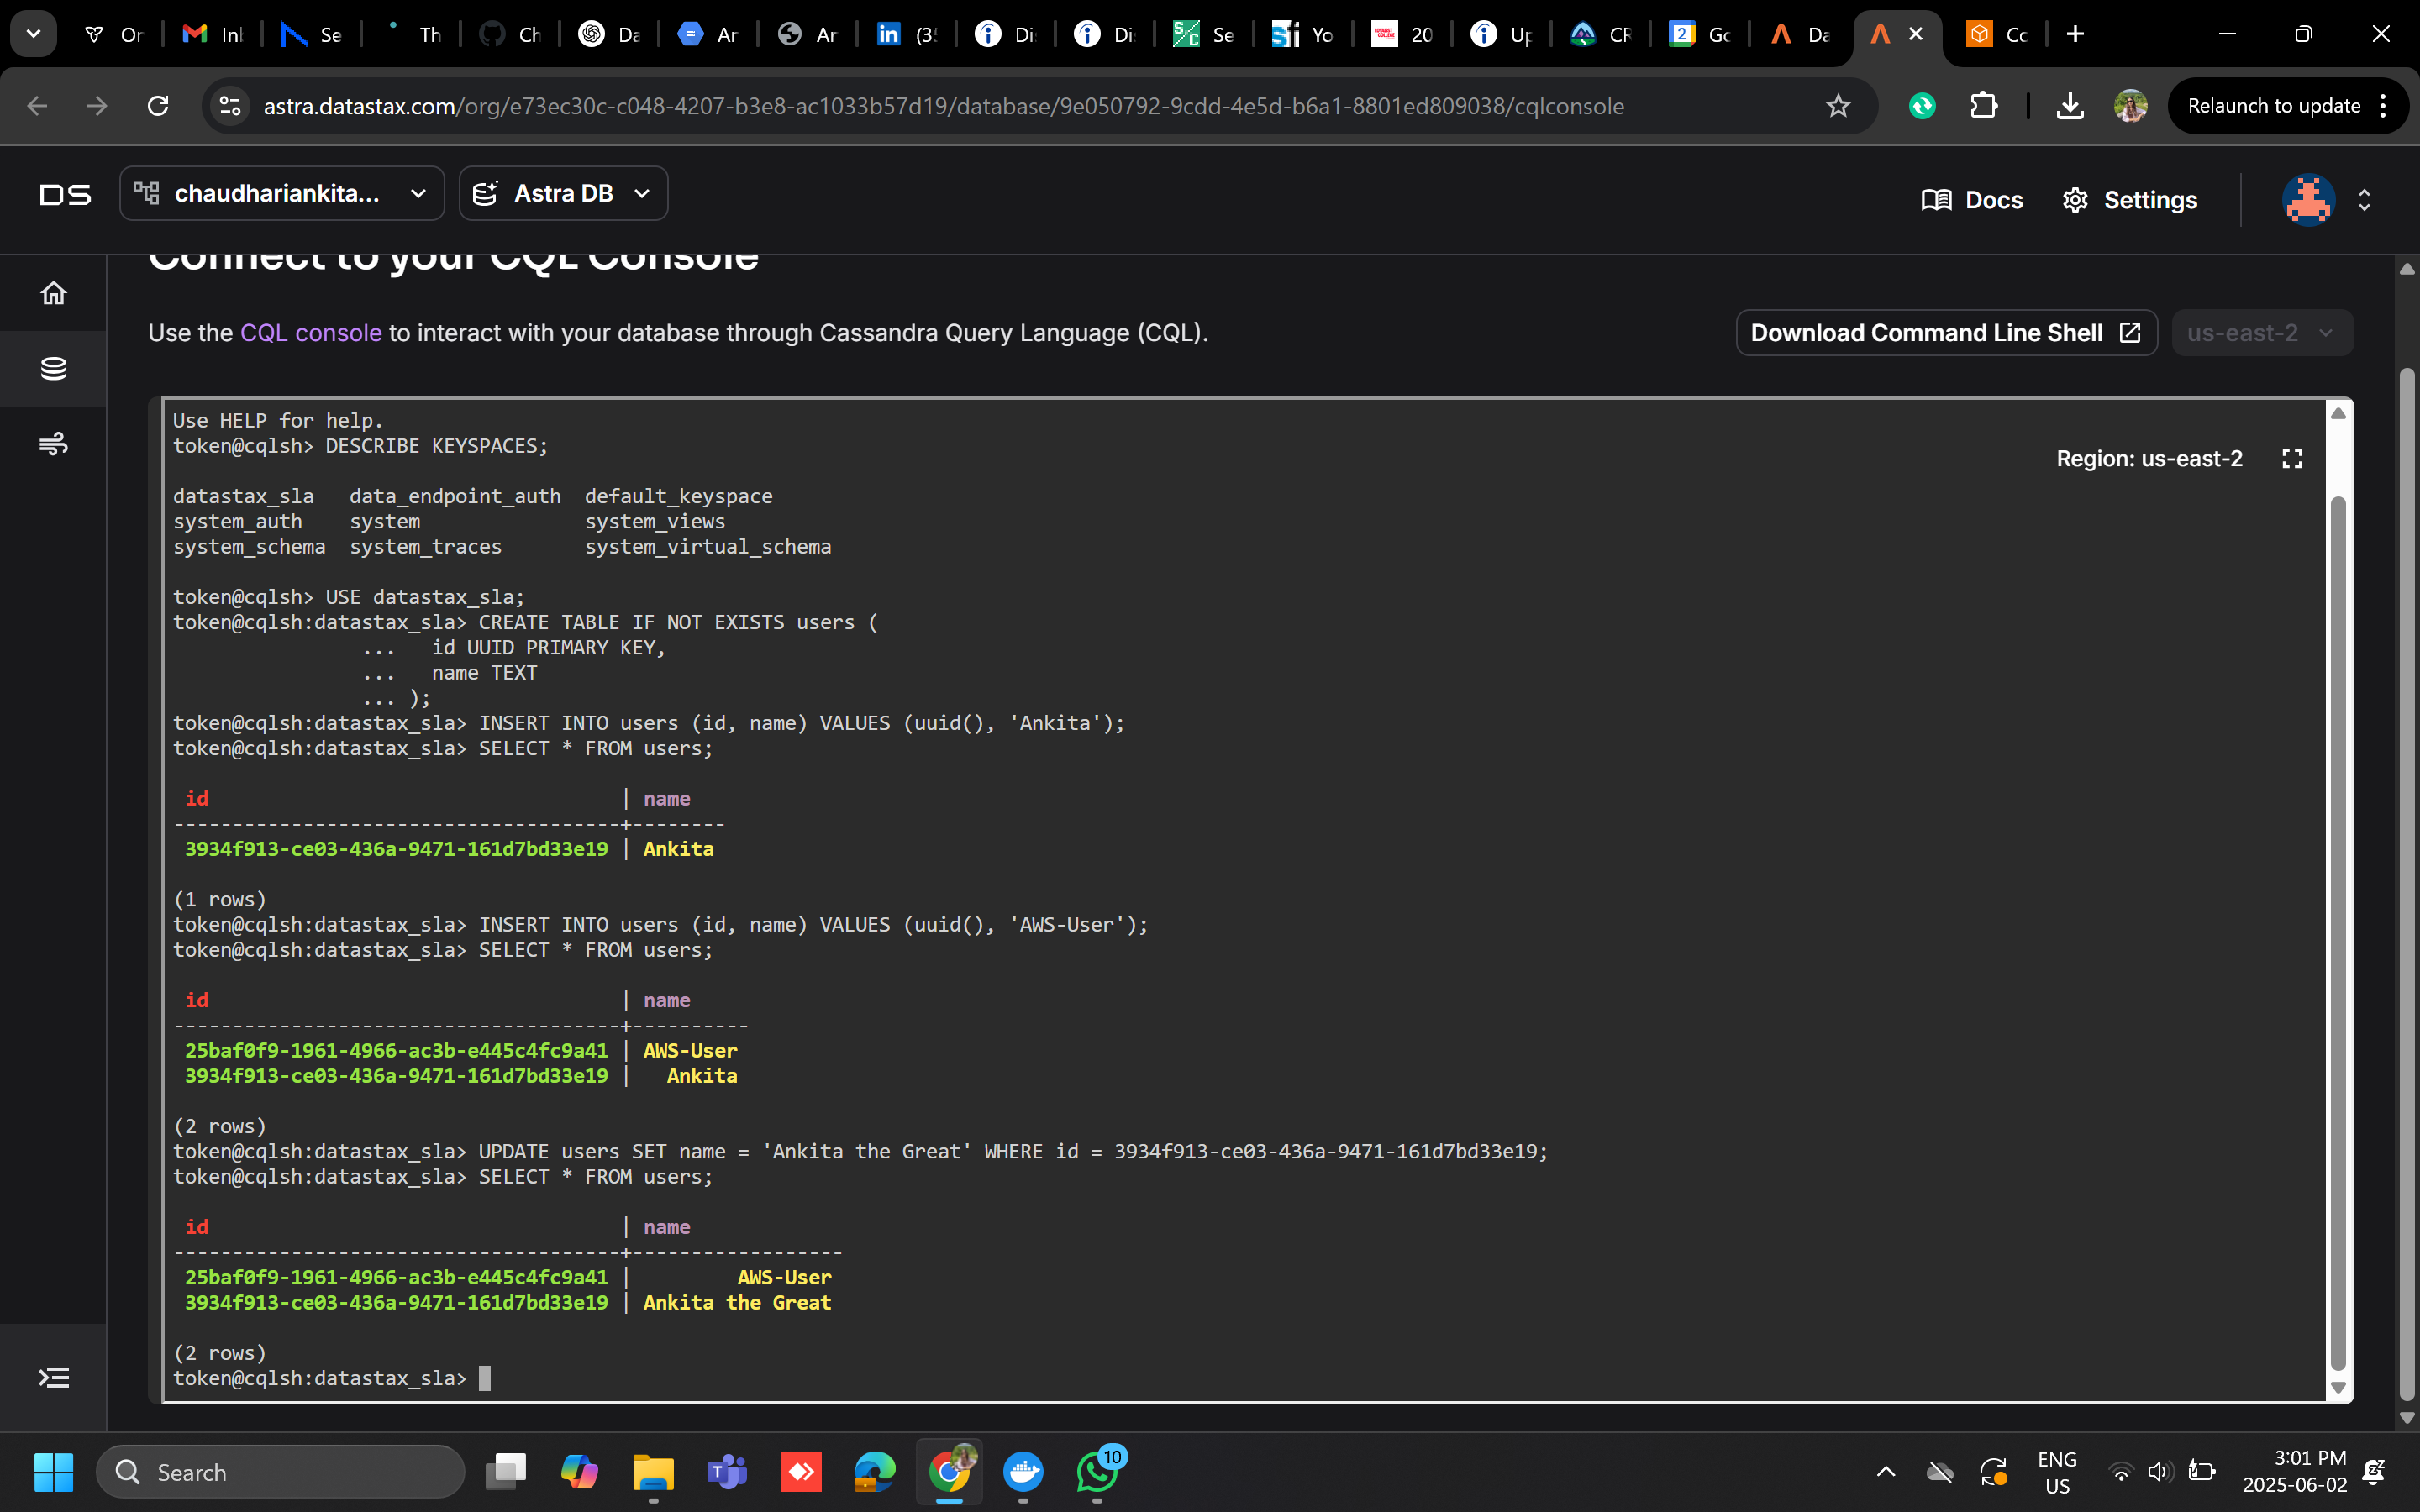 Or
Inl
Se
Th
Ch
Da
Ar
Ar
(35
Di
Di
Se
Yo
20
Up
CF
Gc
Da
Cc
astra.datastax.com/org/e73ec30c-c048-4207-b3e8-ac1033b57d19/database/9e050792-9cdd-4e5d-b6a1-8801ed809038/cqlconsole
Relaunch to update
DS
chaudhariankita...
Astra DB
Docs
Settings
Connect to your CQL Console
Use the CQL console to interact with your database through Cassandra Query Language (CQL).
Download Command Line Shell
us-east-2
Region: us-east-2
Use HELP for help.
token@cqlsh> DESCRIBE KEYSPACES;
datastax_sla   data_endpoint_auth  default_keyspace
system_auth    system              system_views
system_schema  system_traces       system_virtual_schema
token@cqlsh> USE datastax_sla;
token@cqlsh:datastax_sla> CREATE TABLE IF NOT EXISTS users (
...   id UUID PRIMARY KEY,
...   name TEXT
... );
token@cqlsh:datastax_sla> INSERT INTO users (id, name) VALUES (uuid(), 'Ankita');
token@cqlsh:datastax_sla> SELECT * FROM users;
id | name
--------------------------------------+--------
3934f913-ce03-436a-9471-161d7bd33e19 | Ankita
(1 rows)
token@cqlsh:datastax_sla> INSERT INTO users (id, name) VALUES (uuid(), 'AWS-User');
token@cqlsh:datastax_sla> SELECT * FROM users;
id | name
--------------------------------------+----------
25baf0f9-1961-4966-ac3b-e445c4fc9a41 | AWS-User
3934f913-ce03-436a-9471-161d7bd33e19 |   Ankita
(2 rows)
token@cqlsh:datastax_sla> UPDATE users SET name = 'Ankita the Great' WHERE id = 3934f913-ce03-436a-9471-161d7bd33e19;
token@cqlsh:datastax_sla> SELECT * FROM users;
id | name
--------------------------------------+------------------
25baf0f9-1961-4966-ac3b-e445c4fc9a41 |         AWS-User
3934f913-ce03-436a-9471-161d7bd33e19 | Ankita the Great
(2 rows)
token@cqlsh:datastax_sla>
Search
10
ENG
US
3:01 PM
2025-06-02